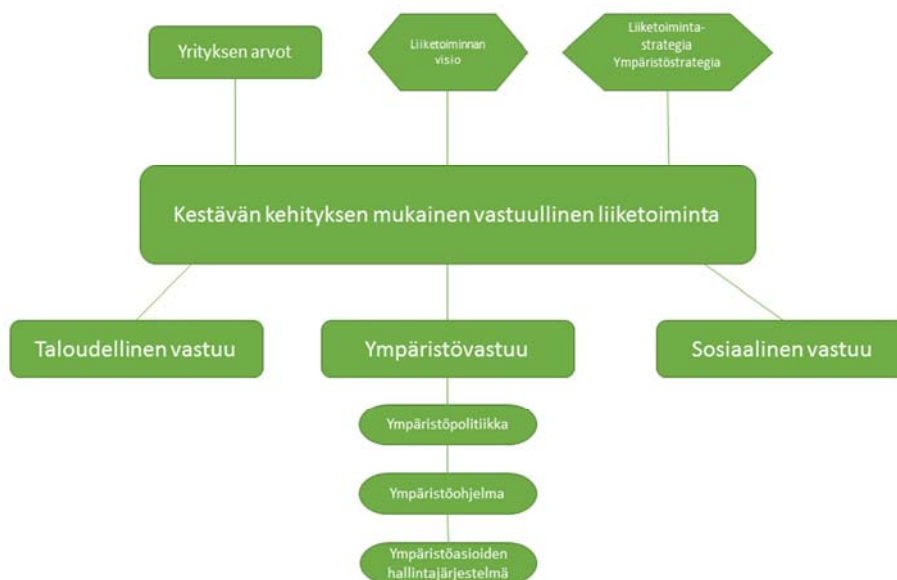 Yrityksen arvot
Liiketoiminnan
visio
Liiketoiminta-
strategia
Ympäristöstrategia
Kestävän kehityksen mukainen vastuullinen liiketoiminta
Taloudellinen vastuu
Ympäristövastuu
Sosiaalinen vastuu
Ympäristöpolitiikka
Ympäristöohjelma
Ympäristöasioiden
hallintajärjestelmä